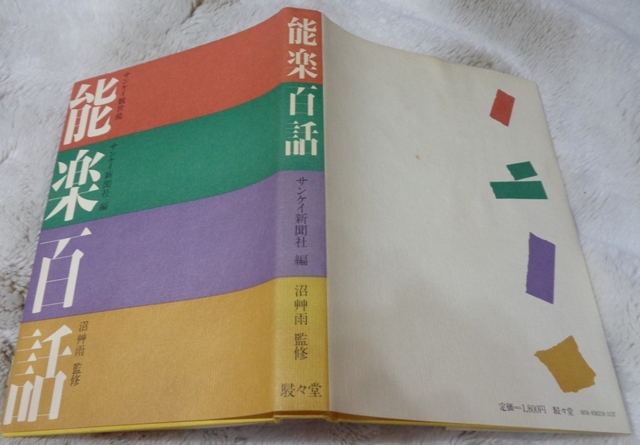 能楽百話
サンケイ新聞社 編
沼艸雨 監修
能楽百話
サンケイ新聞社 編
沼艸雨 監修
駸々堂
定価=1,800円 駸々堂